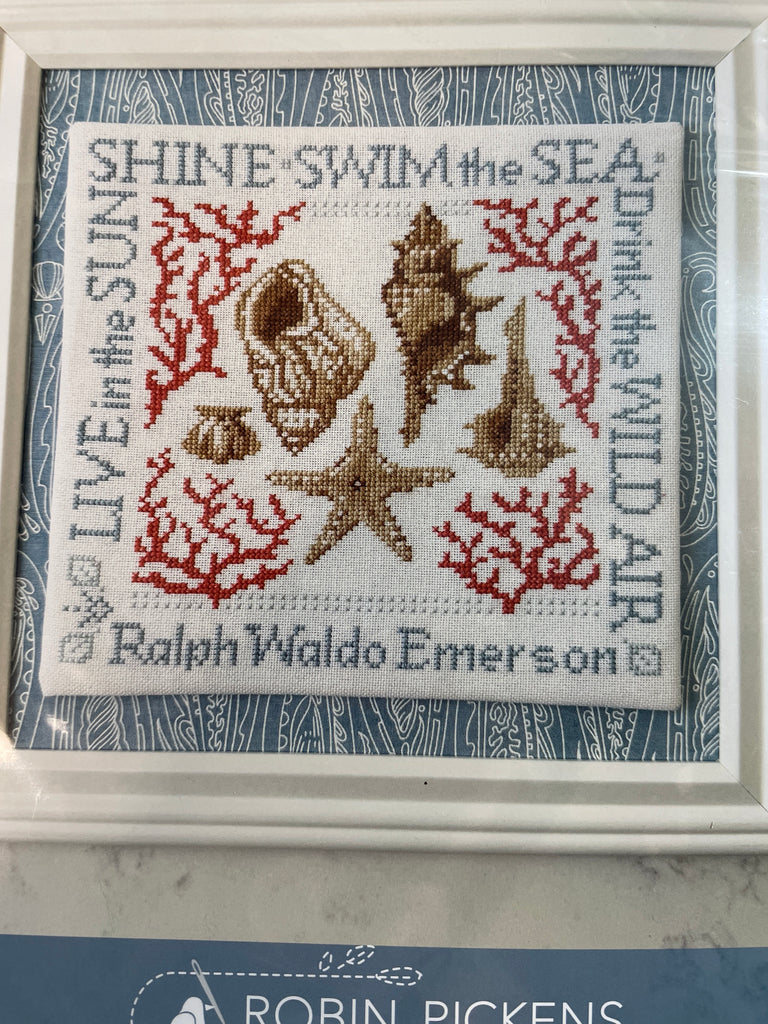 LIVE in the SUN
SHINE "SWIM the SEA"
Drink the WILD AIR
Ralph Waldo Emerson
ROBIN PICKENS